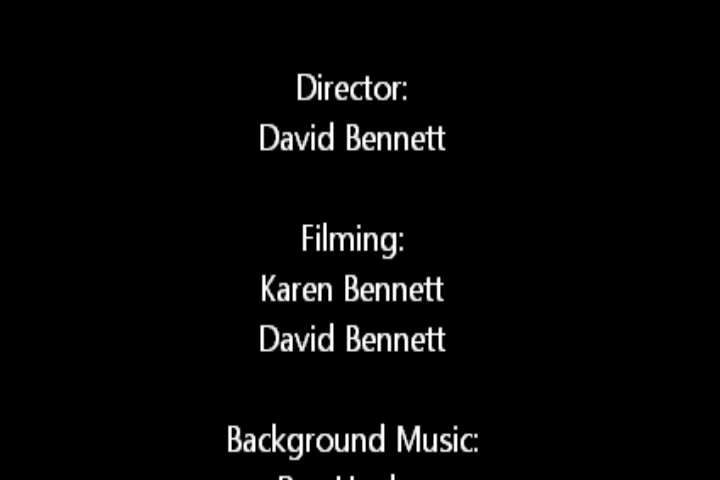 Director:
David Bennett
Filming:
Karen Bennett
David Bennett
Background Music: